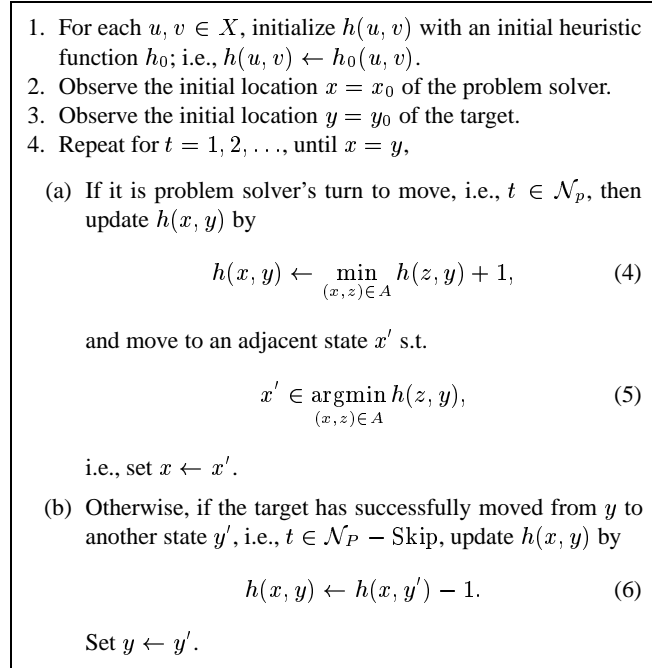 1. For each u, v ∈ X, initialize h(u, v) with an initial heuristic
function h₀; i.e., h(u, v) ← h₀(u, v).
2. Observe the initial location x = x₀ of the problem solver.
3. Observe the initial location y = y₀ of the target.
4. Repeat for t = 1, 2, . . ., until x = y,
(a) If it is problem solver's turn to move, i.e., t ∈ 𝒩ₚ, then
update h(x, y) by
h(x, y) ← min h(z, y) + 1, (4)
(x,z)∈A
and move to an adjacent state x′ s.t.
x′ ∈ argmin h(z, y), (5)
(x,z)∈A
i.e., set x ← x′.
(b) Otherwise, if the target has successfully moved from y to
another state y′, i.e., t ∈ 𝒩_P − Skip, update h(x, y) by
h(x, y) ← h(x, y′) − 1. (6)
Set y ← y′.